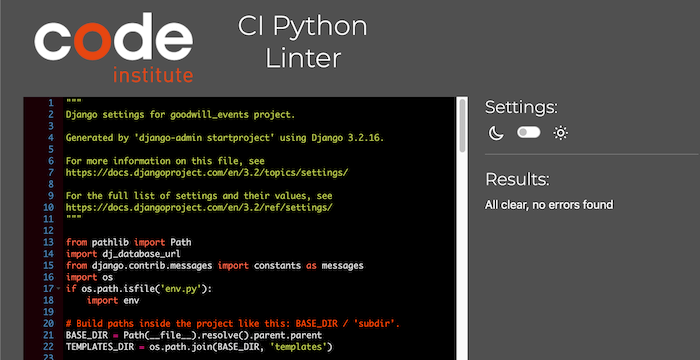 code
institute
CI Python
Linter
1 """
2 Django settings for goodwill_events project.
3
4 Generated by 'django-admin startproject' using Django 3.2.16.
5
6 For more information on this file, see
7 https://docs.djangoproject.com/en/3.2/topics/settings/
8
9 For the full list of settings and their values, see
10 https://docs.djangoproject.com/en/3.2/ref/settings/
11 """
12
13 from pathlib import Path
14 import dj_database_url
15 from django.contrib.messages import constants as messages
16 import os
17 if os.path.isfile('env.py'):
18     import env
19
20 # Build paths inside the project like this: BASE_DIR / 'subdir'.
21 BASE_DIR = Path(__file__).resolve().parent.parent
22 TEMPLATES_DIR = os.path.join(BASE_DIR, 'templates')
23
Settings:
Results:
All clear, no errors found